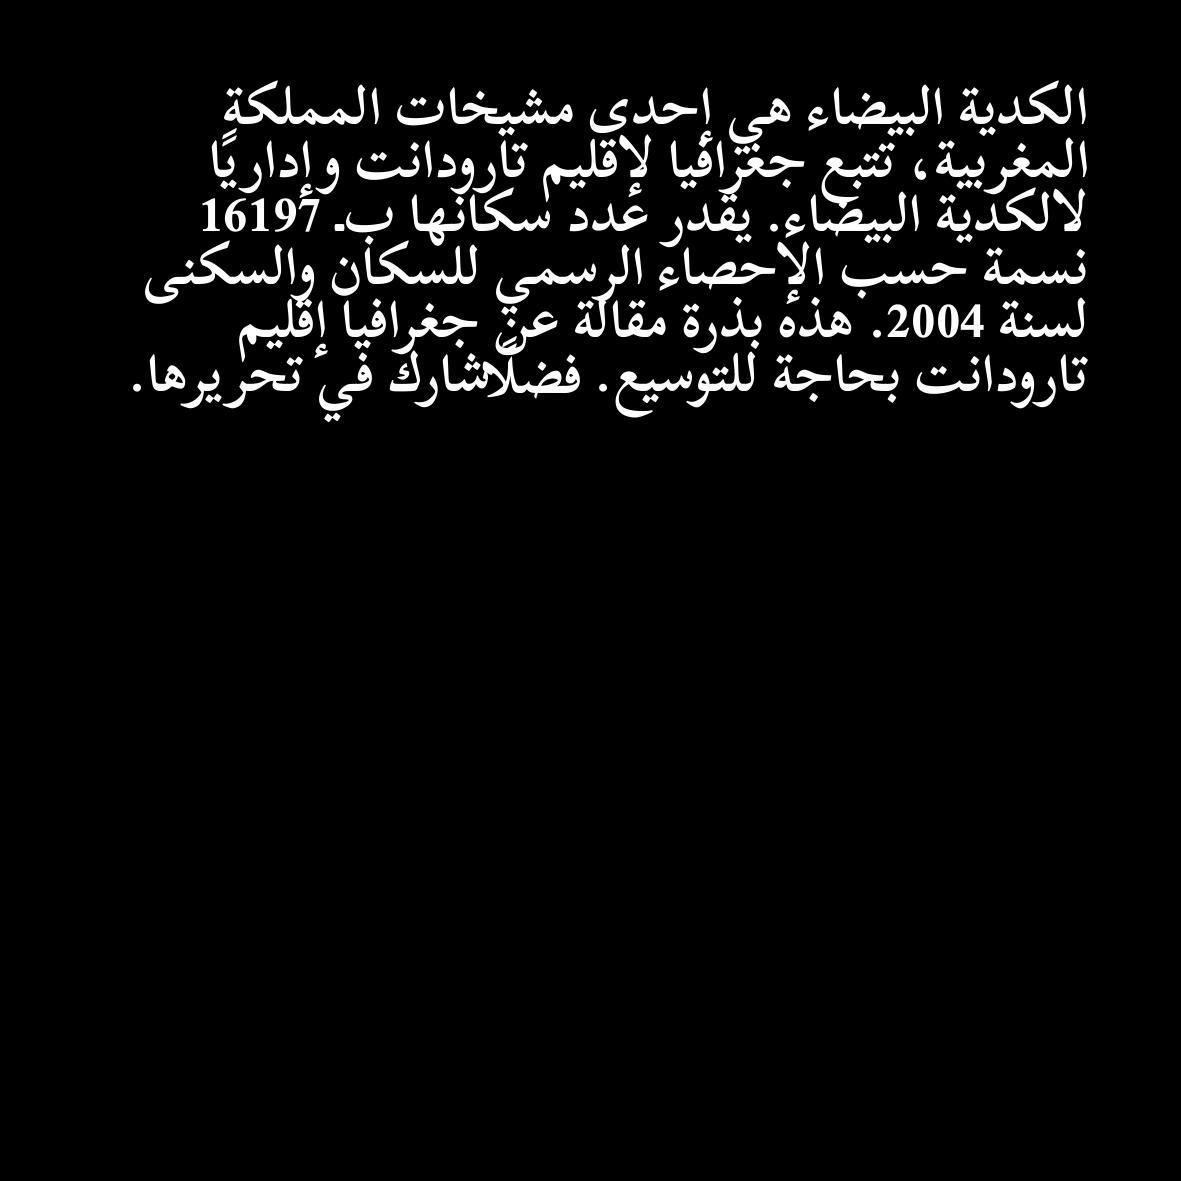 الكدية البيضاء هي إحدى مشيخات المملكة
المغربية، تتبع جغرافيا لإقليم تارودانت وإداريًا
لالكدية البيضاء. يقدر عدد سكانها بـ 16197
نسمة حسب الإحصاء الرسمي للسكان والسكنى
لسنة 2004. هذه بذرة مقالة عن جغرافيا إقليم
تارودانت بحاجة للتوسيع. فضلًاشارك في تحريرها.